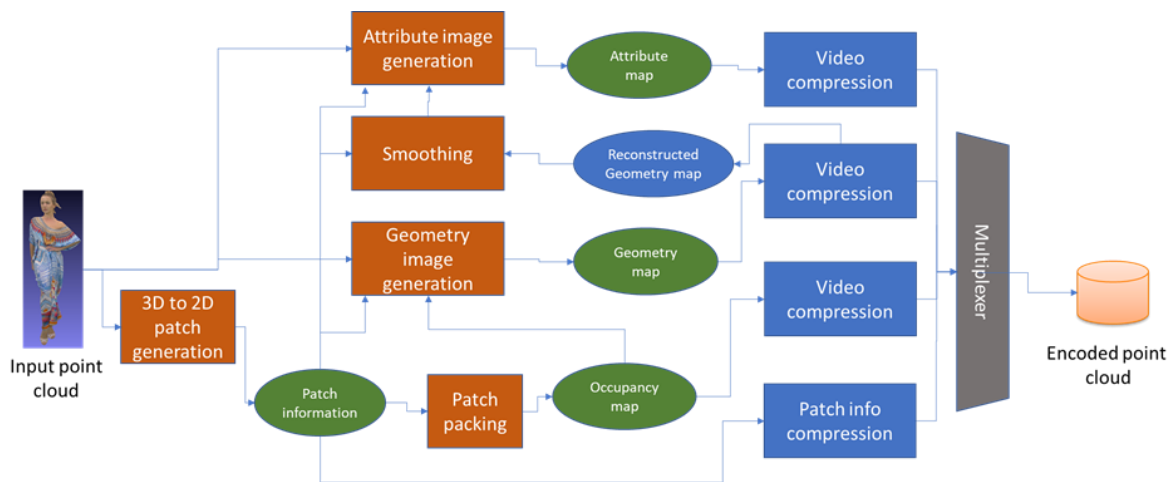 Attribute image
generation
Attribute
map
Video
compression
Smoothing
Reconstructed
Geometry map
Video
compression
Geometry
image
generation
Geometry
map
Multiplexer
3D to 2D
patch
generation
Video
compression
Input point
cloud
Patch
information
Patch
packing
Occupancy
map
Patch info
compression
Encoded point
cloud